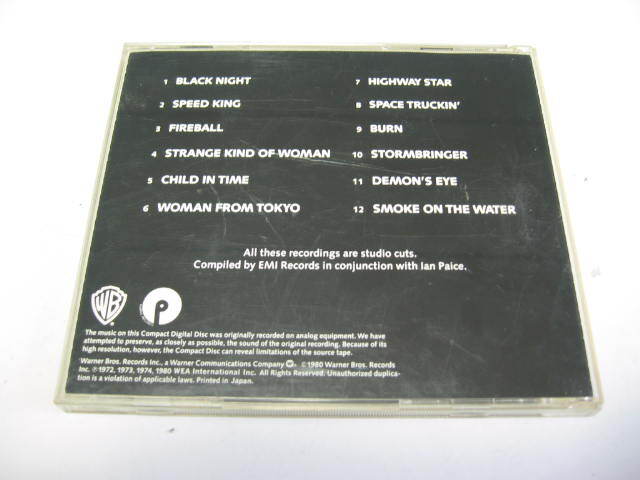 1 BLACK NIGHT
2 SPEED KING
3 FIREBALL
4 STRANGE KIND OF WOMAN
5 CHILD IN TIME
6 WOMAN FROM TOKYO
7 HIGHWAY STAR
8 SPACE TRUCKIN'
9 BURN
10 STORMBRINGER
11 DEMON'S EYE
12 SMOKE ON THE WATER
All these recordings are studio cuts.
Compiled by EMI Records in conjunction with Ian Paice.
WB
P
The music on this Compact Digital Disc was originally recorded on analog equipment. We have
attempted to preserve, as closely as possible, the sound of the original recording. Because of its
high resolution, however, the Compact Disc can reveal limitations of the source tape.
Warner Bros. Records Inc., a Warner Communications Company ©1980 Warner Bros. Records
Inc. ℗1972, 1973, 1974, 1980 WEA International Inc. All Rights Reserved. Unauthorized duplica-
tion is a violation of applicable laws. Printed in Japan.